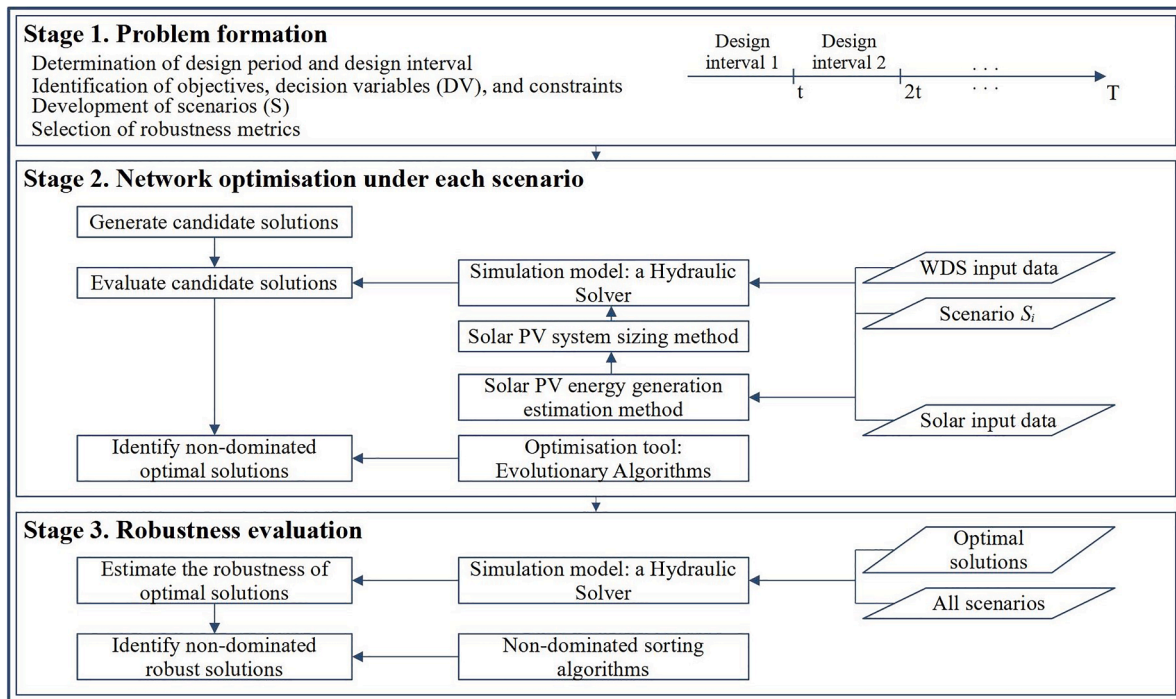 Stage 1. Problem formation
Determination of design period and design interval
Identification of objectives, decision variables (DV), and constraints
Development of scenarios (S)
Selection of robustness metrics
Design
interval 1
Design
interval 2
. . .
. . .
t
2t
T
Stage 2. Network optimisation under each scenario
Generate candidate solutions
Evaluate candidate solutions
Simulation model: a Hydraulic
Solver
WDS input data
Scenario Si
Solar PV system sizing method
Solar PV energy generation
estimation method
Solar input data
Identify non-dominated
optimal solutions
Optimisation tool:
Evolutionary Algorithms
Stage 3. Robustness evaluation
Estimate the robustness of
optimal solutions
Simulation model: a Hydraulic
Solver
Optimal
solutions
All scenarios
Identify non-dominated
robust solutions
Non-dominated sorting
algorithms